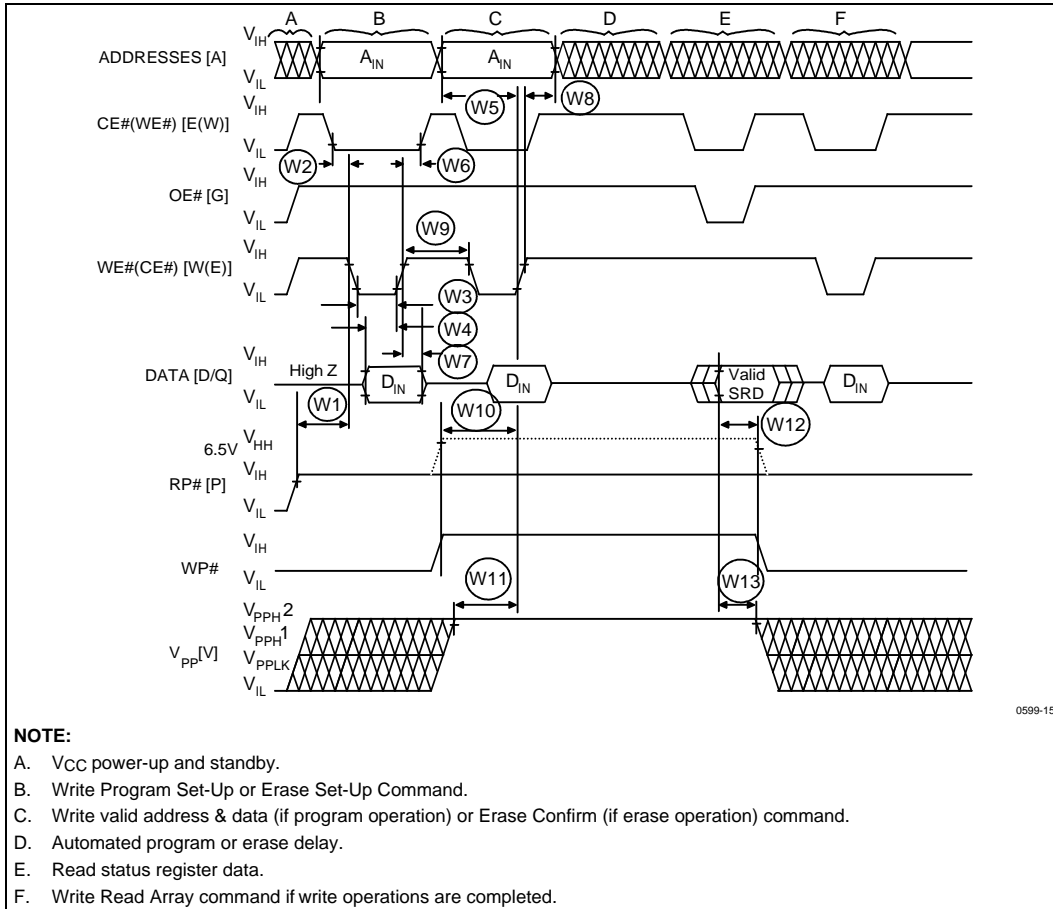 A B C D E F
VIH
ADDRESSES [A] AIN AIN
VIL
W5 W8
VIH
CE#(WE#) [E(W)]
VIL
W2 W6
VIH
OE# [G]
VIL
W9
VIH
WE#(CE#) [W(E)]
VIL
W3
W4
W7
VIH
High Z
DATA [D/Q] DIN DIN Valid SRD DIN
VIL
W1 W10 W12
6.5V VHH
VIH
RP# [P]
VIL
VIH
WP#
VIL
W11 W13
VPPH2
VPPH1
VPP[V] VPPLK
VIL
0599-15
NOTE:
A. VCC power-up and standby.
B. Write Program Set-Up or Erase Set-Up Command.
C. Write valid address & data (if program operation) or Erase Confirm (if erase operation) command.
D. Automated program or erase delay.
E. Read status register data.
F. Write Read Array command if write operations are completed.